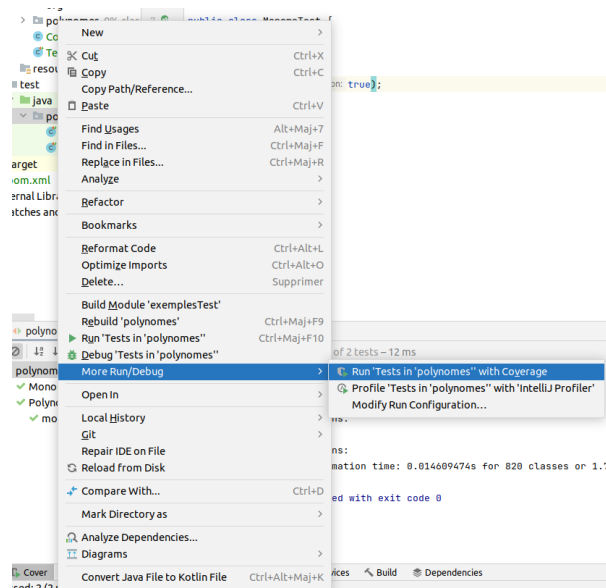 polynomes 0% clas
public class MonomeTest {
New
Co
Te
Cut Ctrl+X
resou
Copy Ctrl+C
test
Copy Path/Reference...
on: true);
java
Paste Ctrl+V
po
Find Usages Alt+Maj+7
Find in Files... Ctrl+Maj+F
Replace in Files... Ctrl+Maj+R
arget
Analyze
om.xml
ernal Libra
Refactor
atches and
Bookmarks
Reformat Code Ctrl+Alt+L
Optimize Imports Ctrl+Alt+O
Delete... Supprimer
Build Module 'exemplesTest'
Rebuild 'polynomes' Ctrl+Maj+F9
polyno
Run 'Tests in 'polynomes'' Ctrl+Maj+F10
Debug 'Tests in 'polynomes''
of 2 tests – 12 ms
polynom
More Run/Debug
Run 'Tests in 'polynomes'' with Coverage
Mono
Profile 'Tests in 'polynomes'' with 'IntelliJ Profiler'
Open In
Polyn
Modify Run Configuration...
mo
Local History
ns:
Git
Repair IDE on File
ns:
Reload from Disk
mation time: 0.014609474s for 820 classes or 1.7
Compare With... Ctrl+D
ed with exit code 0
Mark Directory as
Analyze Dependencies...
Diagrams
Cover
Convert Java File to Kotlin File Ctrl+Alt+Maj+K
vices Build Dependencies